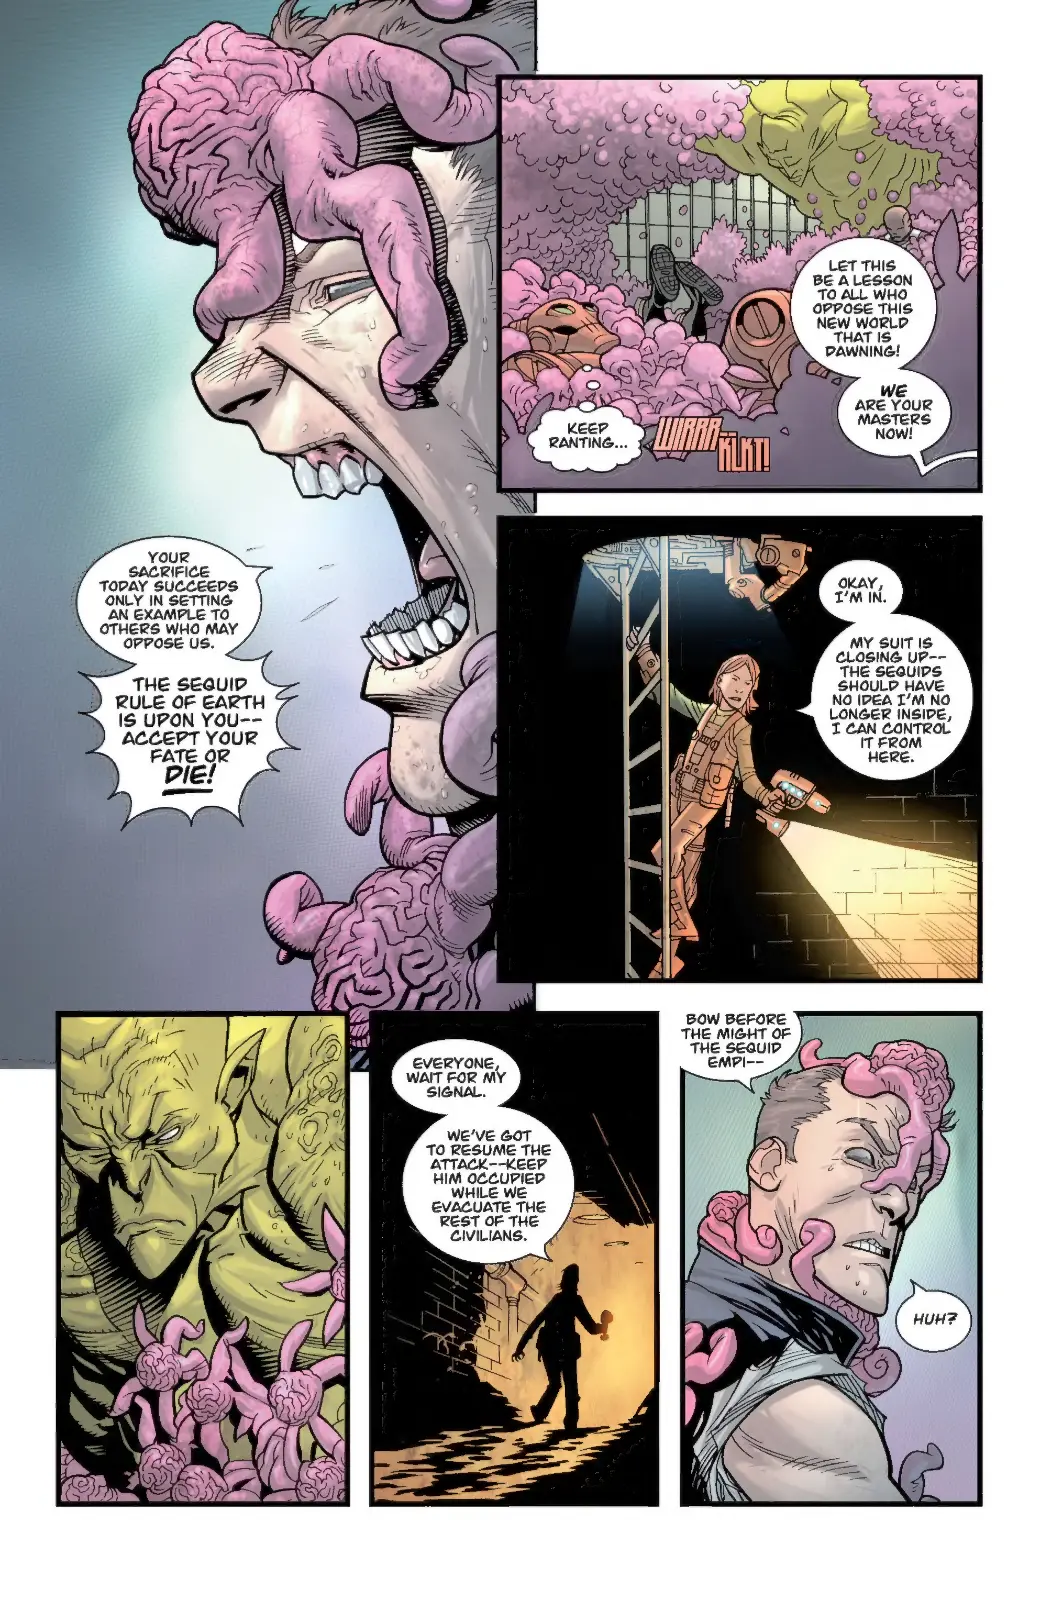 YOUR
SACRIFICE
TODAY SUCCEEDS
ONLY IN SETTING
AN EXAMPLE TO
OTHERS WHO MAY
OPPOSE US.
THE SEQUID
RULE OF EARTH
IS UPON YOU--
ACCEPT YOUR
FATE OR
DIE!
LET THIS
BE A LESSON
TO ALL WHO
OPPOSE THIS
NEW WORLD
THAT IS
DAWNING!
WE
ARE YOUR
MASTERS
NOW!
KEEP
RANTING...
WIRRR--
KLKT!
OKAY,
I'M IN.
MY SUIT IS
CLOSING UP--
THE SEQUIDS
SHOULD HAVE
NO IDEA I'M NO
LONGER INSIDE,
I CAN CONTROL
IT FROM
HERE.
EVERYONE,
WAIT FOR MY
SIGNAL.
WE'VE GOT
TO RESUME THE
ATTACK--KEEP
HIM OCCUPIED
WHILE WE
EVACUATE THE
REST OF THE
CIVILIANS.
BOW BEFORE
THE MIGHT OF
THE SEQUID
EMPI--
HUH?